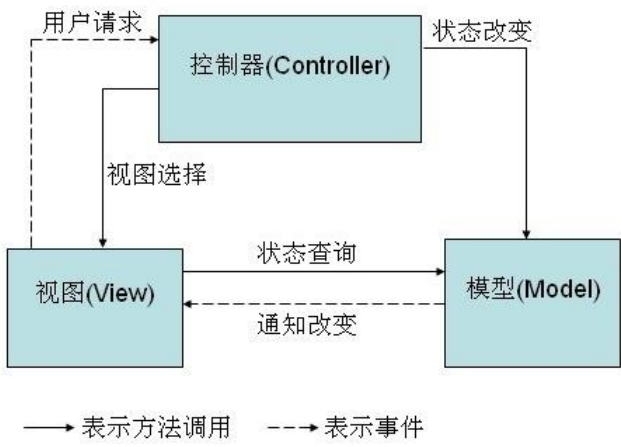 用户请求
控制器(Controller)
状态改变
视图选择
视图(View)
状态查询
模型(Model)
通知改变
表示方法调用
表示事件